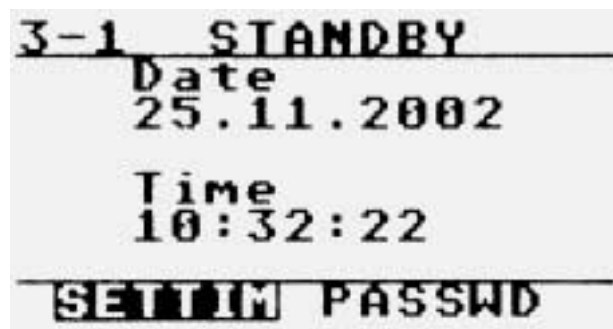 3-1 STANDBY
Date
25.11.2002
Time
10:32:22
SETTIM PASSWD